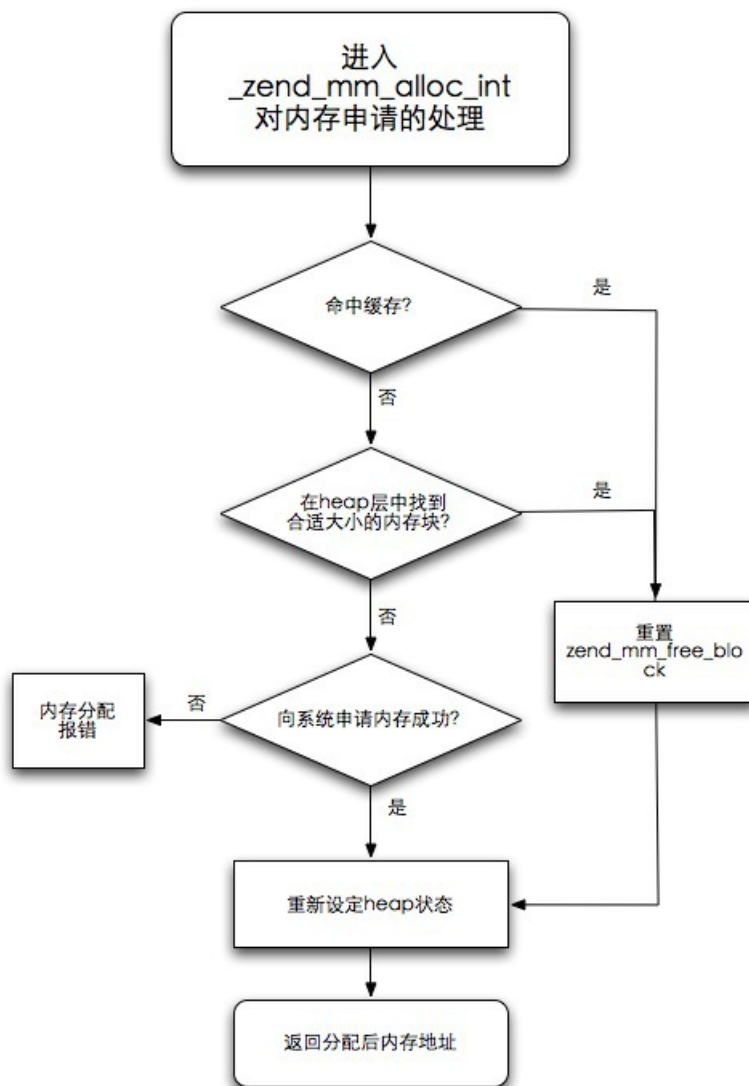 进入
_zend_mm_alloc_int
对内存申请的处理
命中缓存?
是
否
在heap层中找到
合适大小的内存块?
是
否
重置
zend_mm_free_blo
ck
内存分配
报错
否
向系统申请内存成功?
是
重新设定heap状态
返回分配后内存地址